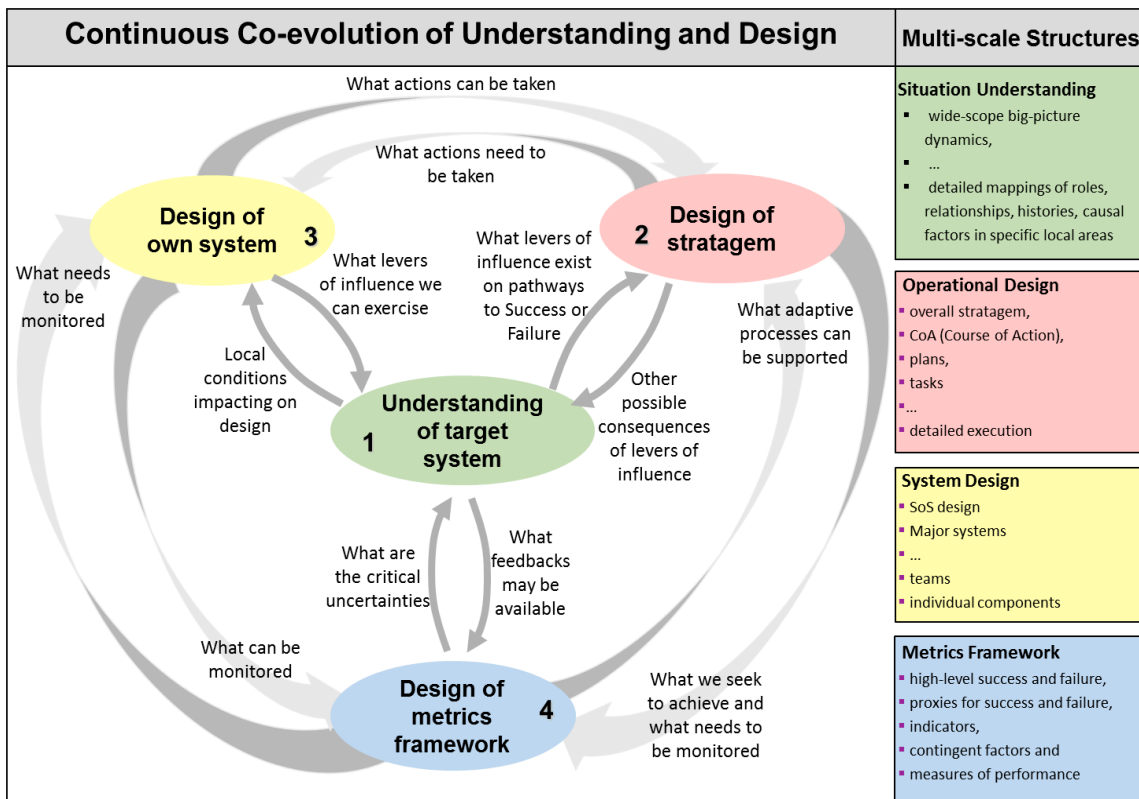 Continuous Co-evolution of Understanding and Design
What actions can be taken
What actions need to
be taken
Design of
own system
3
2
Design of
stratagem
What needs
to be
monitored
What levers
of influence we
can exercise
What levers of
influence exist
on pathways
to Success or
Failure
What adaptive
processes can
be supported
Local
conditions
impacting on
design
1
Understanding
of target
system
Other
possible
consequences
of levers of
influence
What are
the critical
uncertainties
What
feedbacks
may be
available
What can be
monitored
Design of
metrics
framework
4
What we seek
to achieve and
what needs to
be monitored
Multi-scale Structures
Situation Understanding
▪ wide-scope big-picture
dynamics,
▪ ...
▪ detailed mappings of roles,
relationships, histories, causal
factors in specific local areas
Operational Design
▪ overall stratagem,
▪ CoA (Course of Action),
▪ plans,
▪ tasks
▪ ...
▪ detailed execution
System Design
▪ SoS design
▪ Major systems
▪ ...
▪ teams
▪ individual components
Metrics Framework
▪ high-level success and failure,
▪ proxies for success and failure,
▪ indicators,
▪ contingent factors and
▪ measures of performance